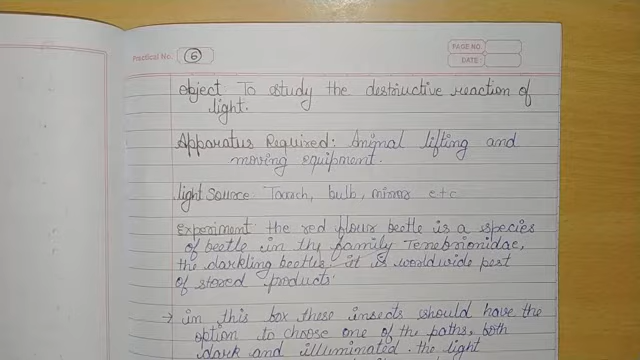 Practical No. 6
PAGE NO.
DATE:
Object To study the destructive reaction of
light.
Apparatus Required: Animal lifting and
moving equipment.
light Source: Taorch, bulb, mirror etc
Experiment: the red flour beetle is a species
of beetle in thy family Tenebrionidae,
the darkling beetles. it is worldwide pest
of stored products.
→ in this box these insects should have the
option to choose one of the paths, both
dark and illuminated. the light